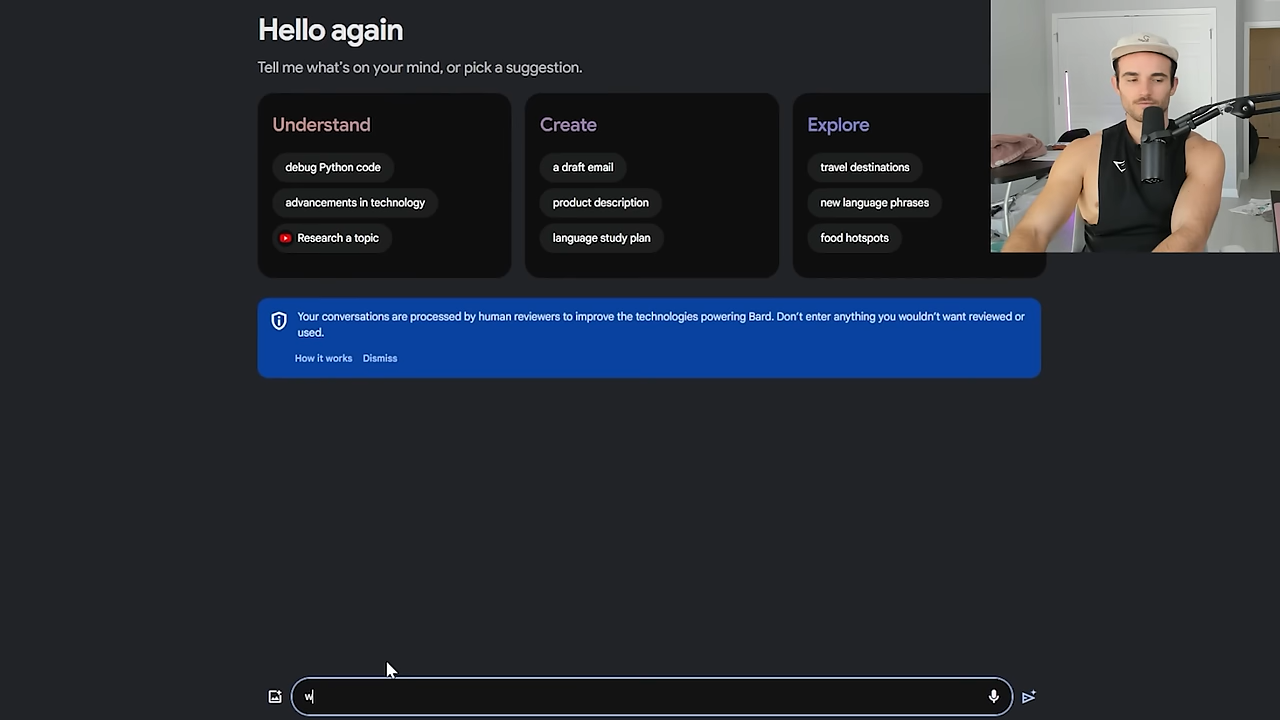 Hello again
Tell me what's on your mind, or pick a suggestion.
Understand
debug Python code
advancements in technology
Research a topic
Create
a draft email
product description
language study plan
Explore
travel destinations
new language phrases
food hotspots
Your conversations are processed by human reviewers to improve the technologies powering Bard. Don't enter anything you wouldn't want reviewed or
used.
How it works Dismiss
w